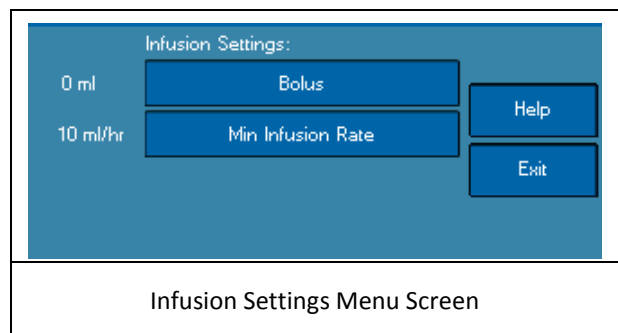 Infusion Settings:
0 ml
Bolus
Help
10 ml/hr
Min Infusion Rate
Exit
Infusion Settings Menu Screen